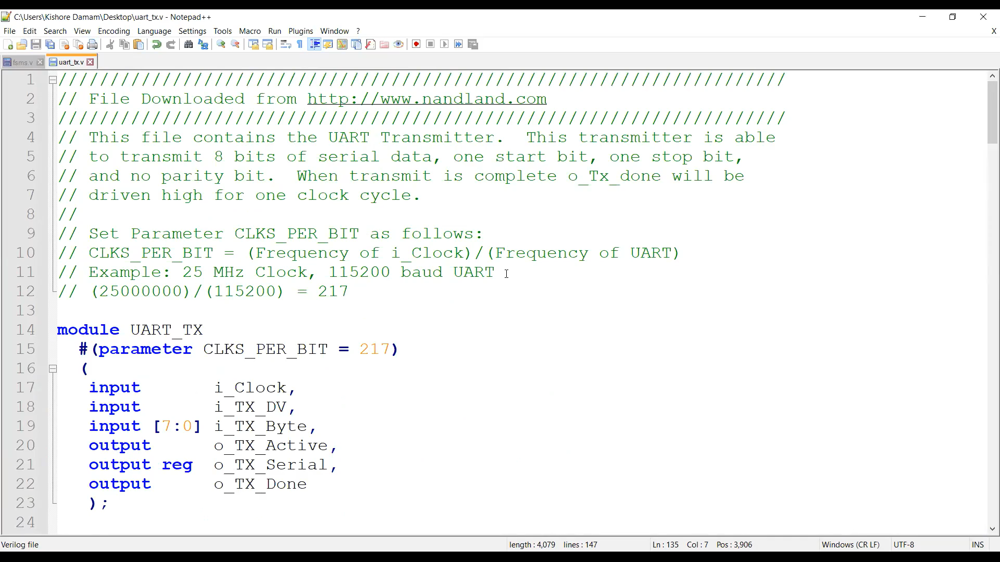 C:\Users\Kishore Damam\Desktop\uart_tx.v - Notepad++
File Edit Search View Encoding Language Settings Tools Macro Run Plugins Window ? X
fsms.v uart_tx.v
1 //////////////////////////////////////////////////////////////////////
2 // File Downloaded from http://www.nandland.com
3 //////////////////////////////////////////////////////////////////////
4 // This file contains the UART Transmitter.  This transmitter is able
5 // to transmit 8 bits of serial data, one start bit, one stop bit,
6 // and no parity bit.  When transmit is complete o_Tx_done will be
7 // driven high for one clock cycle.
8 //
9 // Set Parameter CLKS_PER_BIT as follows:
10 // CLKS_PER_BIT = (Frequency of i_Clock)/(Frequency of UART)
11 // Example: 25 MHz Clock, 115200 baud UART
12 // (25000000)/(115200) = 217
13
14 module UART_TX
15   #(parameter CLKS_PER_BIT = 217)
16   (
17    input       i_Clock,
18    input       i_TX_DV,
19    input [7:0] i_TX_Byte,
20    output      o_TX_Active,
21    output reg  o_TX_Serial,
22    output      o_TX_Done
23    );
24
Verilog file length : 4,079 lines : 147 Ln : 135 Col : 7 Pos : 3,906 Windows (CR LF) UTF-8 INS